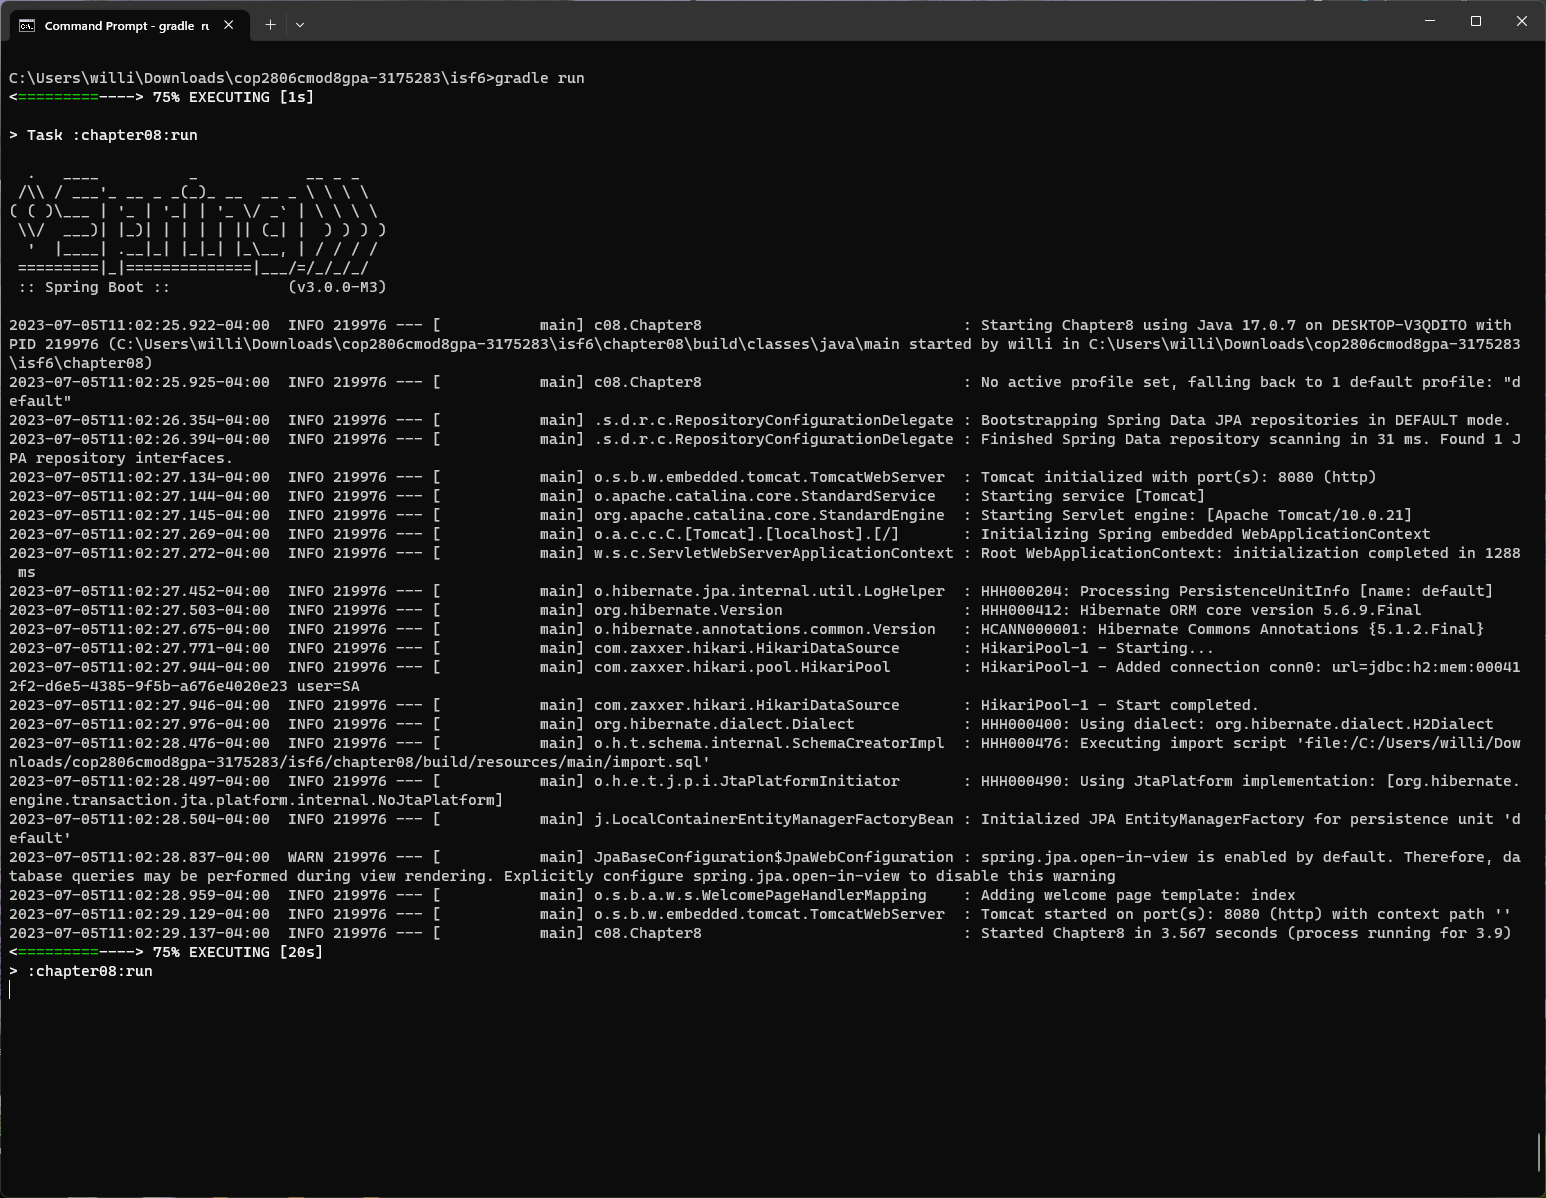 Command Prompt - gradle  ru
C:\Users\willi\Downloads\cop2806cmod8gpa-3175283\isf6>gradle run
<=========----> 75% EXECUTING [1s]
> Task :chapter08:run
  .   ____          _            __ _ _
 /\\ / ___'_ __ _ _(_)_ __  __ _ \ \ \ \
( ( )\___ | '_ | '_| | '_ \/ _` | \ \ \ \
 \\/  ___)| |_)| | | | | || (_| |  ) ) ) )
  '  |____| .__|_| |_|_| |_\__, | / / / /
 =========|_|==============|___/=/_/_/_/
 :: Spring Boot ::             (v3.0.0-M3)
2023-07-05T11:02:25.922-04:00  INFO 219976 --- [           main] c08.Chapter8                             : Starting Chapter8 using Java 17.0.7 on DESKTOP-V3QDITO with
PID 219976 (C:\Users\willi\Downloads\cop2806cmod8gpa-3175283\isf6\chapter08\build\classes\java\main started by willi in C:\Users\willi\Downloads\cop2806cmod8gpa-3175283
\isf6\chapter08)
2023-07-05T11:02:25.925-04:00  INFO 219976 --- [           main] c08.Chapter8                             : No active profile set, falling back to 1 default profile: "d
efault"
2023-07-05T11:02:26.354-04:00  INFO 219976 --- [           main] .s.d.r.c.RepositoryConfigurationDelegate : Bootstrapping Spring Data JPA repositories in DEFAULT mode.
2023-07-05T11:02:26.394-04:00  INFO 219976 --- [           main] .s.d.r.c.RepositoryConfigurationDelegate : Finished Spring Data repository scanning in 31 ms. Found 1 J
PA repository interfaces.
2023-07-05T11:02:27.134-04:00  INFO 219976 --- [           main] o.s.b.w.embedded.tomcat.TomcatWebServer  : Tomcat initialized with port(s): 8080 (http)
2023-07-05T11:02:27.144-04:00  INFO 219976 --- [           main] o.apache.catalina.core.StandardService   : Starting service [Tomcat]
2023-07-05T11:02:27.145-04:00  INFO 219976 --- [           main] org.apache.catalina.core.StandardEngine  : Starting Servlet engine: [Apache Tomcat/10.0.21]
2023-07-05T11:02:27.269-04:00  INFO 219976 --- [           main] o.a.c.c.C.[Tomcat].[localhost].[/]       : Initializing Spring embedded WebApplicationContext
2023-07-05T11:02:27.272-04:00  INFO 219976 --- [           main] w.s.c.ServletWebServerApplicationContext : Root WebApplicationContext: initialization completed in 1288
 ms
2023-07-05T11:02:27.452-04:00  INFO 219976 --- [           main] o.hibernate.jpa.internal.util.LogHelper  : HHH000204: Processing PersistenceUnitInfo [name: default]
2023-07-05T11:02:27.503-04:00  INFO 219976 --- [           main] org.hibernate.Version                    : HHH000412: Hibernate ORM core version 5.6.9.Final
2023-07-05T11:02:27.675-04:00  INFO 219976 --- [           main] o.hibernate.annotations.common.Version   : HCANN000001: Hibernate Commons Annotations {5.1.2.Final}
2023-07-05T11:02:27.771-04:00  INFO 219976 --- [           main] com.zaxxer.hikari.HikariDataSource       : HikariPool-1 - Starting...
2023-07-05T11:02:27.944-04:00  INFO 219976 --- [           main] com.zaxxer.hikari.pool.HikariPool        : HikariPool-1 - Added connection conn0: url=jdbc:h2:mem:00041
2f2-d6e5-4385-9f5b-a676e4020e23 user=SA
2023-07-05T11:02:27.946-04:00  INFO 219976 --- [           main] com.zaxxer.hikari.HikariDataSource       : HikariPool-1 - Start completed.
2023-07-05T11:02:27.976-04:00  INFO 219976 --- [           main] org.hibernate.dialect.Dialect            : HHH000400: Using dialect: org.hibernate.dialect.H2Dialect
2023-07-05T11:02:28.476-04:00  INFO 219976 --- [           main] o.h.t.schema.internal.SchemaCreatorImpl  : HHH000476: Executing import script 'file:/C:/Users/willi/Dow
nloads/cop2806cmod8gpa-3175283/isf6/chapter08/build/resources/main/import.sql'
2023-07-05T11:02:28.497-04:00  INFO 219976 --- [           main] o.h.e.t.j.p.i.JtaPlatformInitiator       : HHH000490: Using JtaPlatform implementation: [org.hibernate.
engine.transaction.jta.platform.internal.NoJtaPlatform]
2023-07-05T11:02:28.504-04:00  INFO 219976 --- [           main] j.LocalContainerEntityManagerFactoryBean : Initialized JPA EntityManagerFactory for persistence unit 'd
efault'
2023-07-05T11:02:28.837-04:00  WARN 219976 --- [           main] JpaBaseConfiguration$JpaWebConfiguration : spring.jpa.open-in-view is enabled by default. Therefore, da
tabase queries may be performed during view rendering. Explicitly configure spring.jpa.open-in-view to disable this warning
2023-07-05T11:02:28.959-04:00  INFO 219976 --- [           main] o.s.b.a.w.s.WelcomePageHandlerMapping    : Adding welcome page template: index
2023-07-05T11:02:29.129-04:00  INFO 219976 --- [           main] o.s.b.w.embedded.tomcat.TomcatWebServer  : Tomcat started on port(s): 8080 (http) with context path ''
2023-07-05T11:02:29.137-04:00  INFO 219976 --- [           main] c08.Chapter8                             : Started Chapter8 in 3.567 seconds (process running for 3.9)
<=========----> 75% EXECUTING [20s]
> :chapter08:run